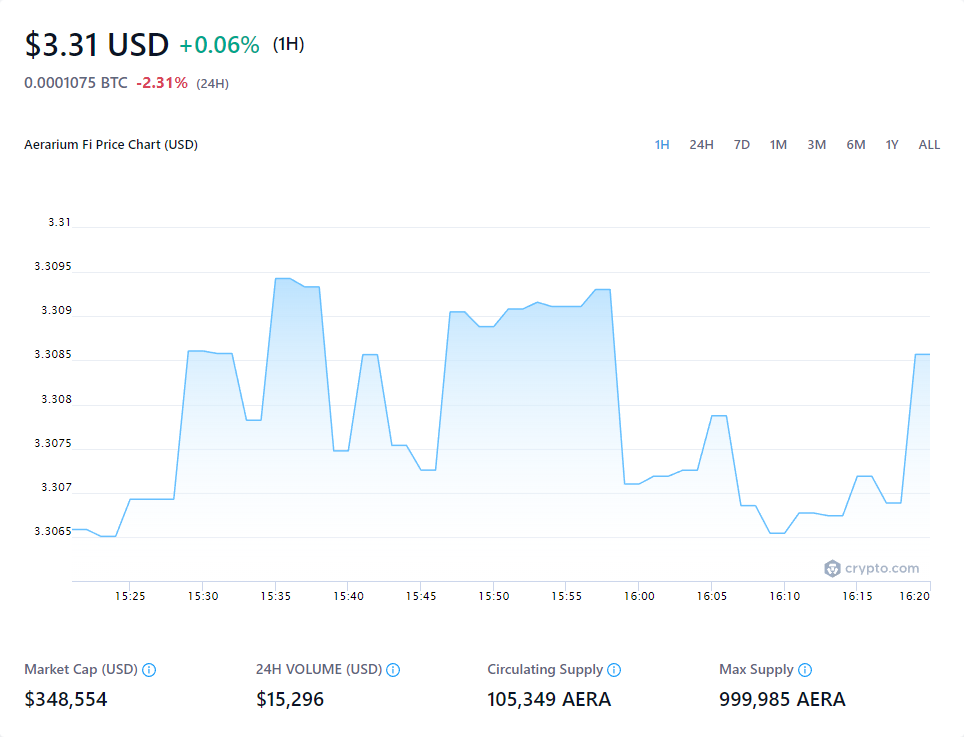 $3.31 USD +0.06% (1H)
0.0001075 BTC -2.31% (24H)
Aerarium Fi Price Chart (USD)
1H 24H 7D 1M 3M 6M 1Y ALL
3.31
3.3095
3.309
3.3085
3.308
3.3075
3.307
3.3065
crypto.com
15:25 15:30 15:35 15:40 15:45 15:50 15:55 16:00 16:05 16:10 16:15 16:20
Market Cap (USD) 24H VOLUME (USD) Circulating Supply Max Supply
$348,554 $15,296 105,349 AERA 999,985 AERA